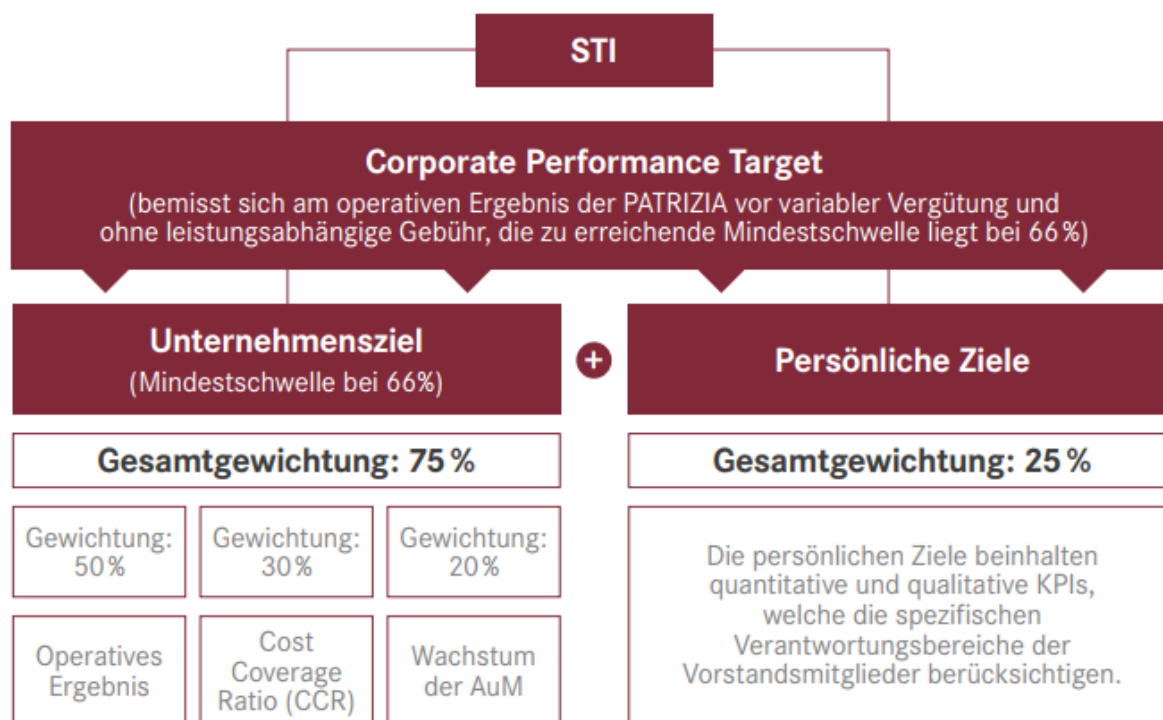 STI
Corporate Performance Target
(bemisst sich am operativen Ergebnis der PATRIZIA vor variabler Vergütung und
ohne leistungsabhängige Gebühr, die zu erreichende Mindestschwelle liegt bei 66 %)
Unternehmensziel
(Mindestschwelle bei 66%)
+
Persönliche Ziele
Gesamtgewichtung: 75 %
Gesamtgewichtung: 25 %
Gewichtung:
50 %
Gewichtung:
30 %
Gewichtung:
20 %
Operatives
Ergebnis
Cost
Coverage
Ratio (CCR)
Wachstum
der AuM
Die persönlichen Ziele beinhalten
quantitative und qualitative KPIs,
welche die spezifischen
Verantwortungsbereiche der
Vorstandsmitglieder berücksichtigen.